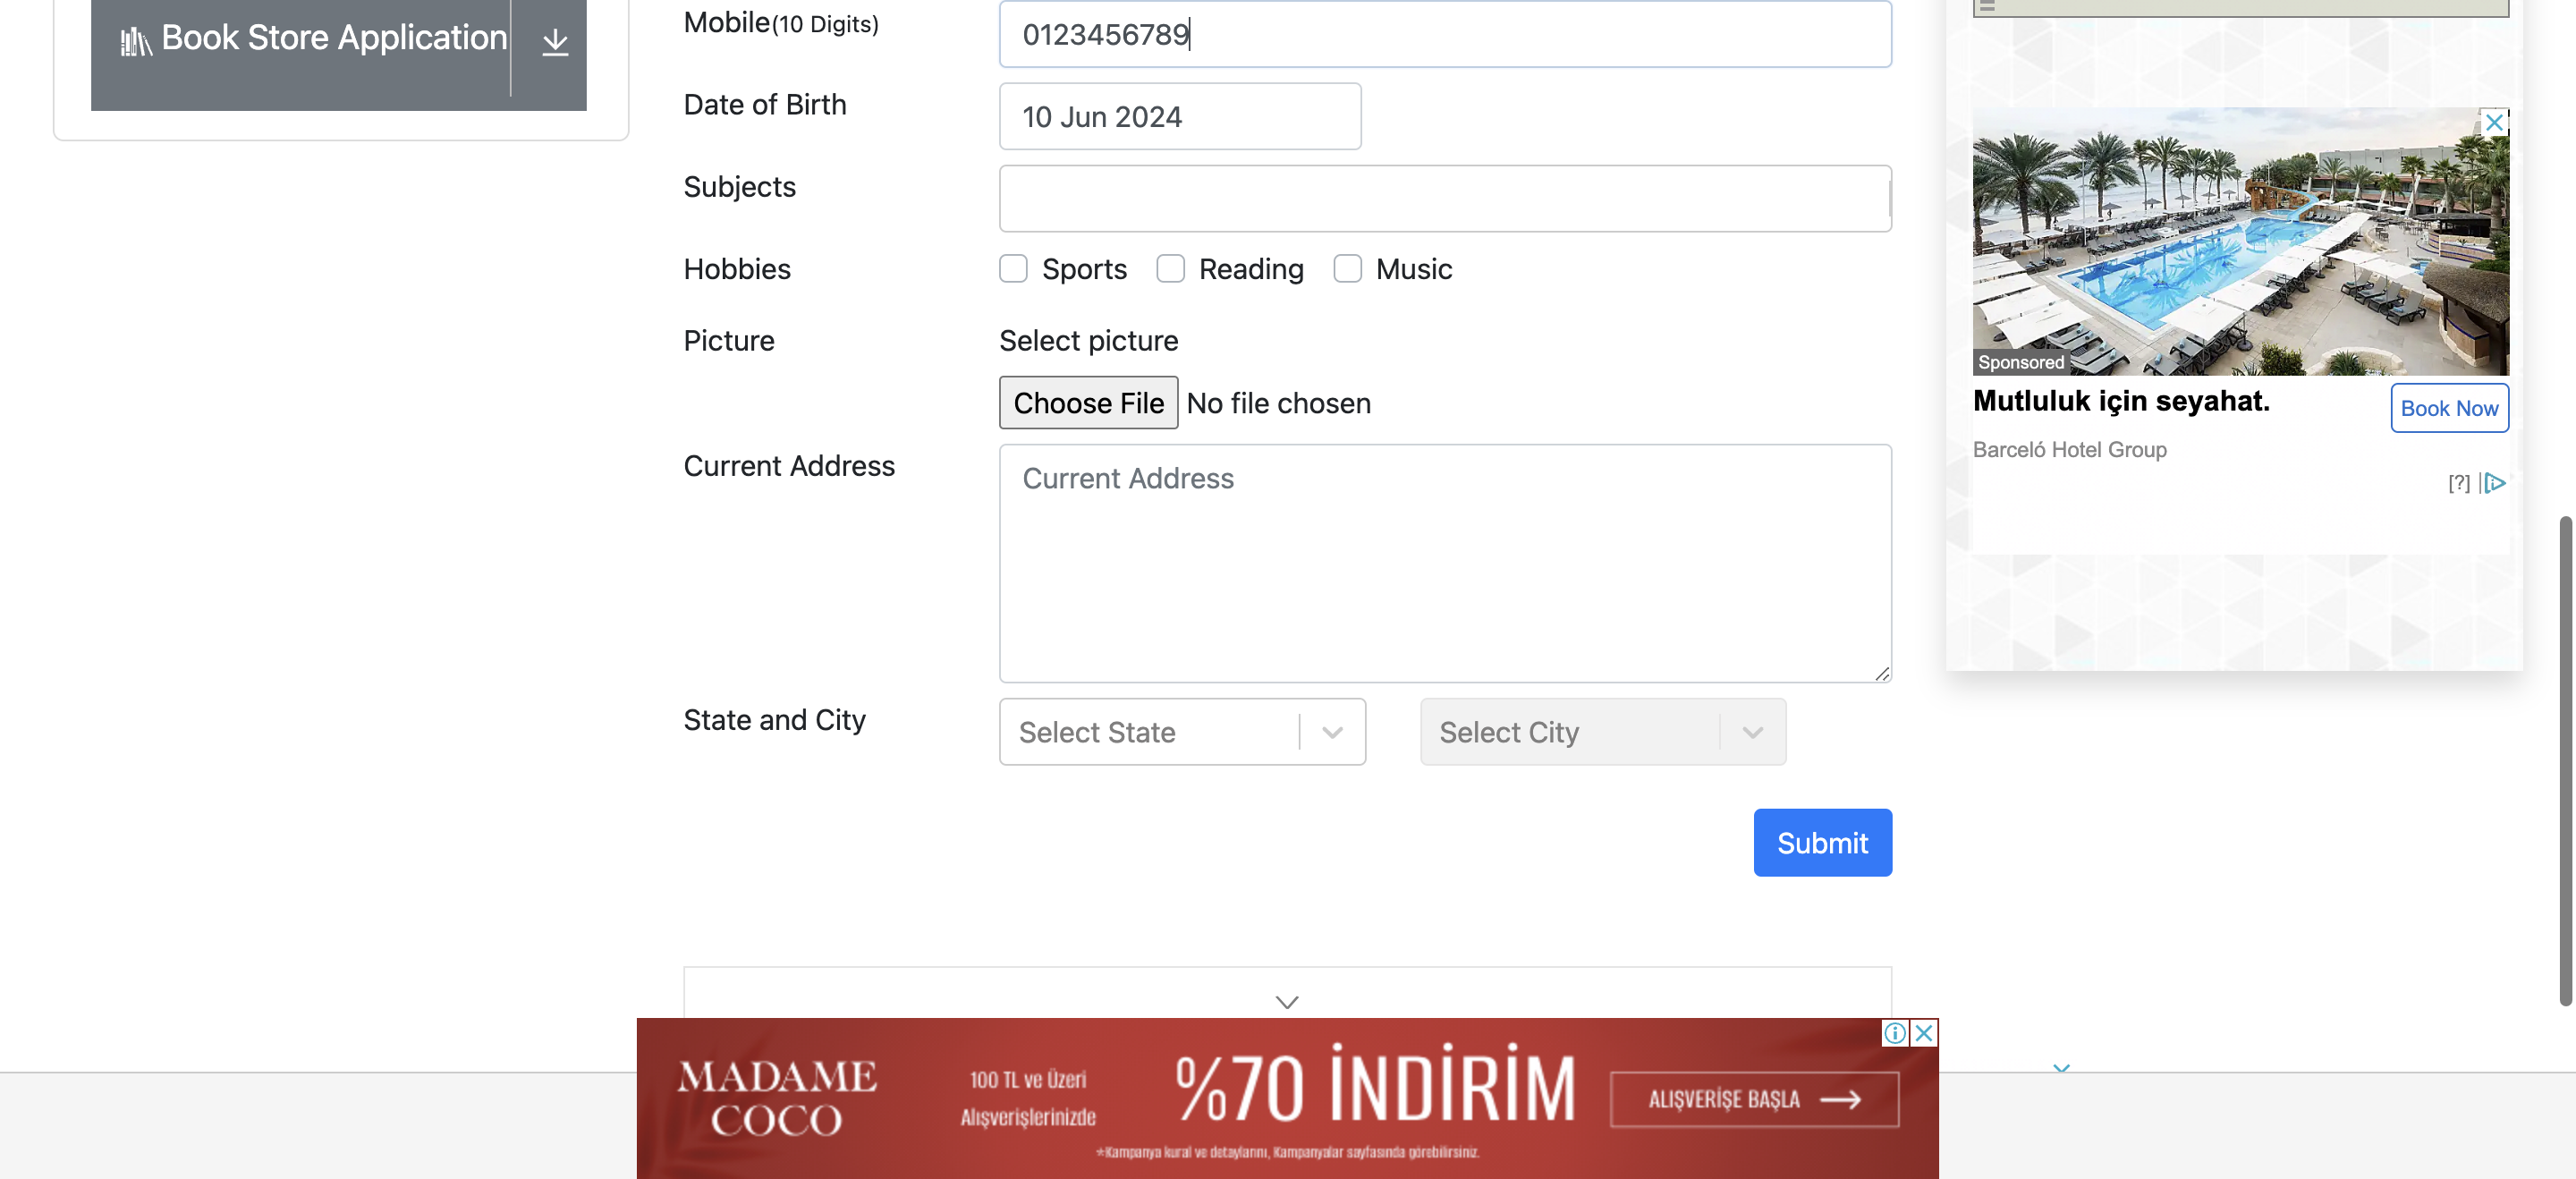 Book Store Application
Mobile(10 Digits)
0123456789
Date of Birth
10 Jun 2024
Subjects
Hobbies
Sports
Reading
Music
Picture
Select picture
Choose File No file chosen
Current Address
Current Address
State and City
Select State
Select City
Submit
Sponsored
Mutluluk için seyahat.
Book Now
Barceló Hotel Group
[?]
MADAME
COCO
100 TL ve Üzeri
Alışverişlerinizde
%70 İNDİRİM
ALIŞVERİŞE BAŞLA
*Kampanya kural ve detaylarını, Kampanyalar sayfasında görebilirsiniz.